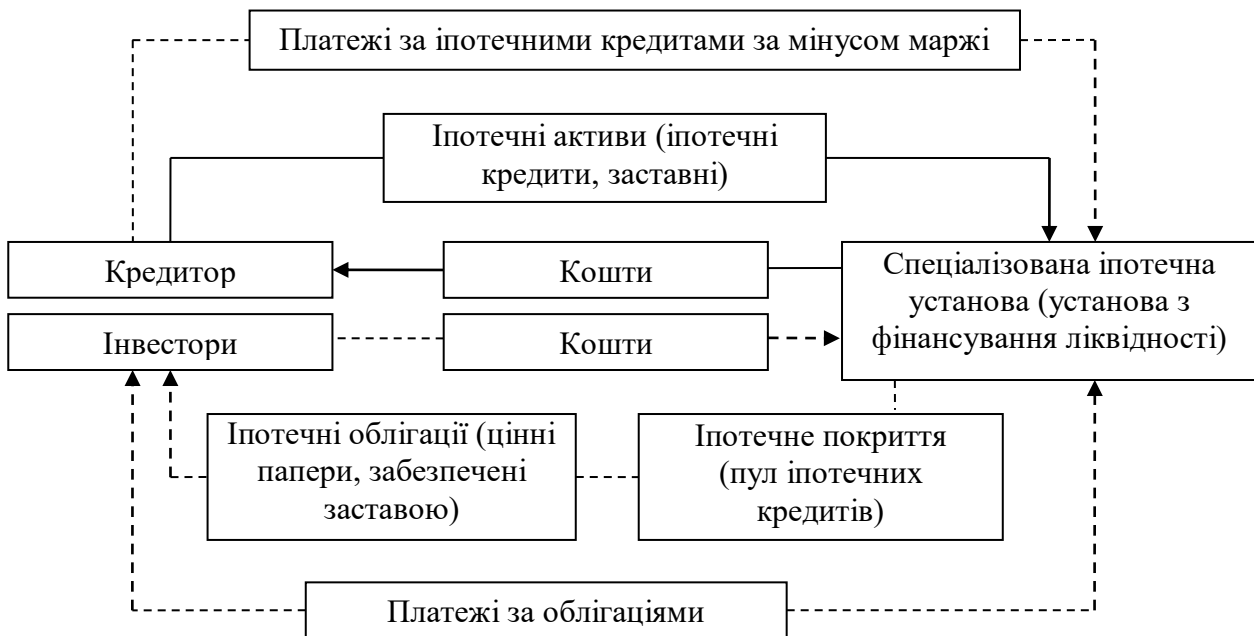 Платежі за іпотечними кредитами за мінусом маржі
Іпотечні активи (іпотечні
кредити, заставні)
Кредитор
Кошти
Спеціалізована іпотечна
установа (установа з
фінансування ліквідності)
Інвестори
Кошти
Іпотечні облігації (цінні
папери, забезпечені
заставою)
Іпотечне покриття
(пул іпотечних
кредитів)
Платежі за облігаціями